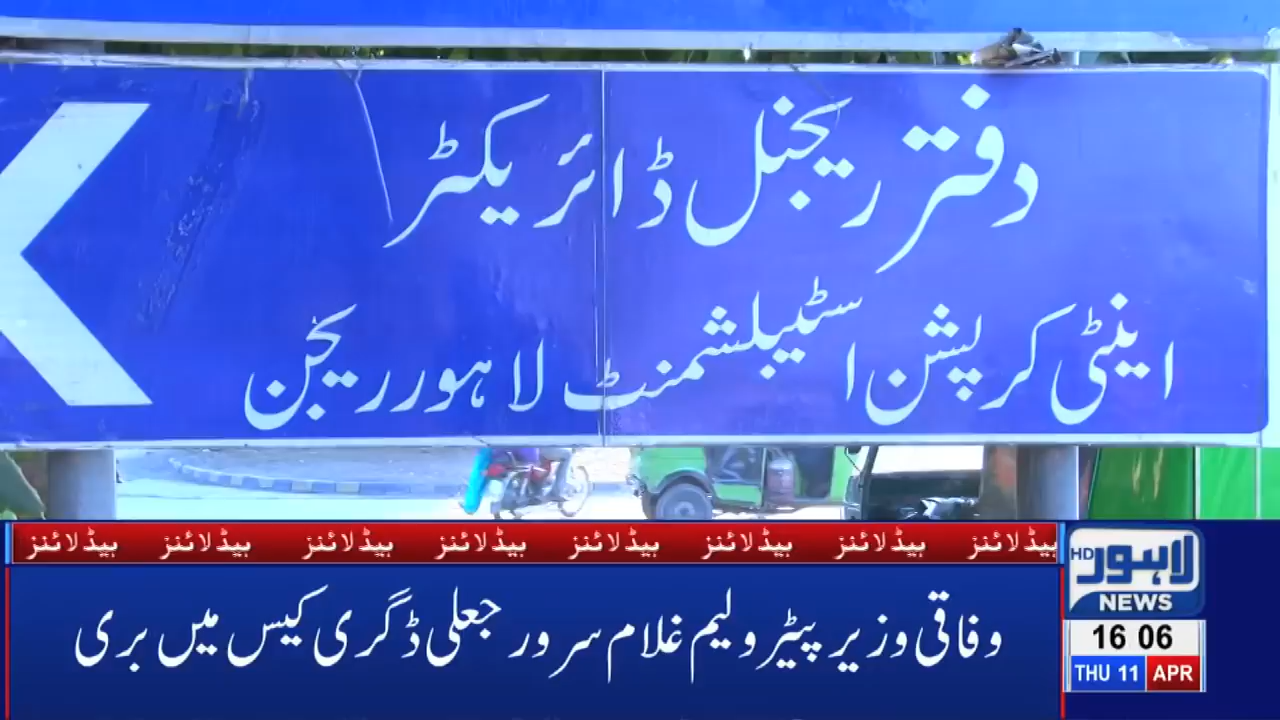 دفتر ریجنل ڈائریکٹر
اینٹی کرپشن اسٹیبلشمنٹ لاہور ریجن
ہیڈلائنز ہیڈلائنز ہیڈلائنز ہیڈلائنز ہیڈلائنز ہیڈلائنز ہیڈلائنز ہیڈلائنز
وفاقی وزیر پیٹرولیم غلام سرور جعلی ڈگری کیس میں بری
لاہور HD
NEWS
16 06
THU 11 APR